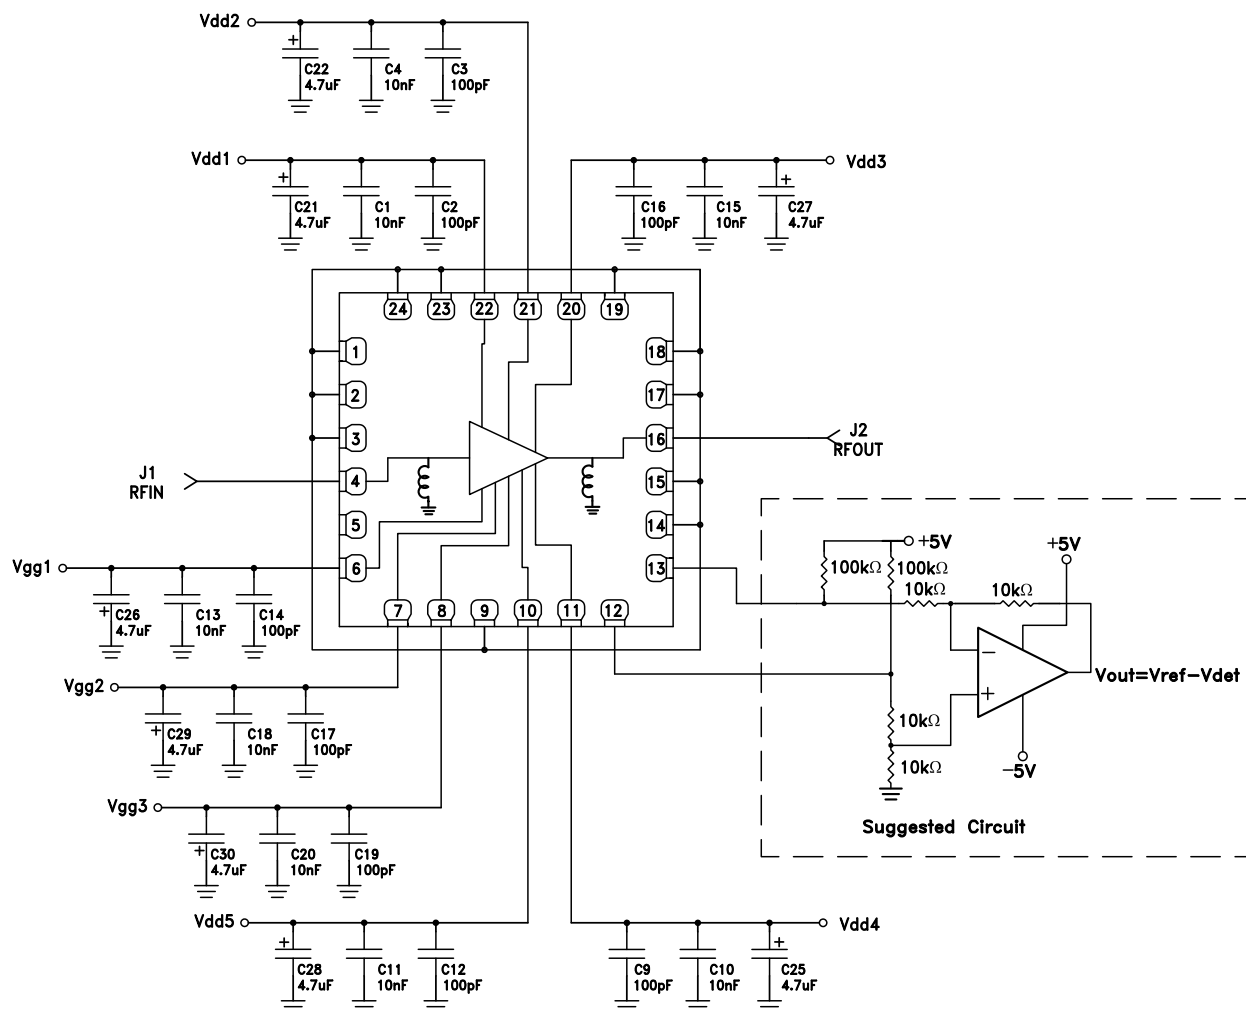 Vdd2
+
C22
4.7uF
C4
10nF
C3
100pF
Vdd1
+
C21
4.7uF
C1
10nF
C2
100pF
Vdd3
C16
100pF
C15
10nF
+
C27
4.7uF
24
23
22
21
20
19
1
2
3
4
5
6
18
17
16
15
14
13
7
8
9
10
11
12
J1
RFIN
J2
RFOUT
Vgg1
+
C26
4.7uF
C13
10nF
C14
100pF
Vgg2
+
C29
4.7uF
C18
10nF
C17
100pF
Vgg3
+
C30
4.7uF
C20
10nF
C19
100pF
Vdd5
+
C28
4.7uF
C11
10nF
C12
100pF
Vdd4
C9
100pF
C10
10nF
+
C25
4.7uF
+5V
+5V
100kΩ
100kΩ
10kΩ
10kΩ
−
+
Vout=Vref−Vdet
10kΩ
10kΩ
−5V
Suggested Circuit